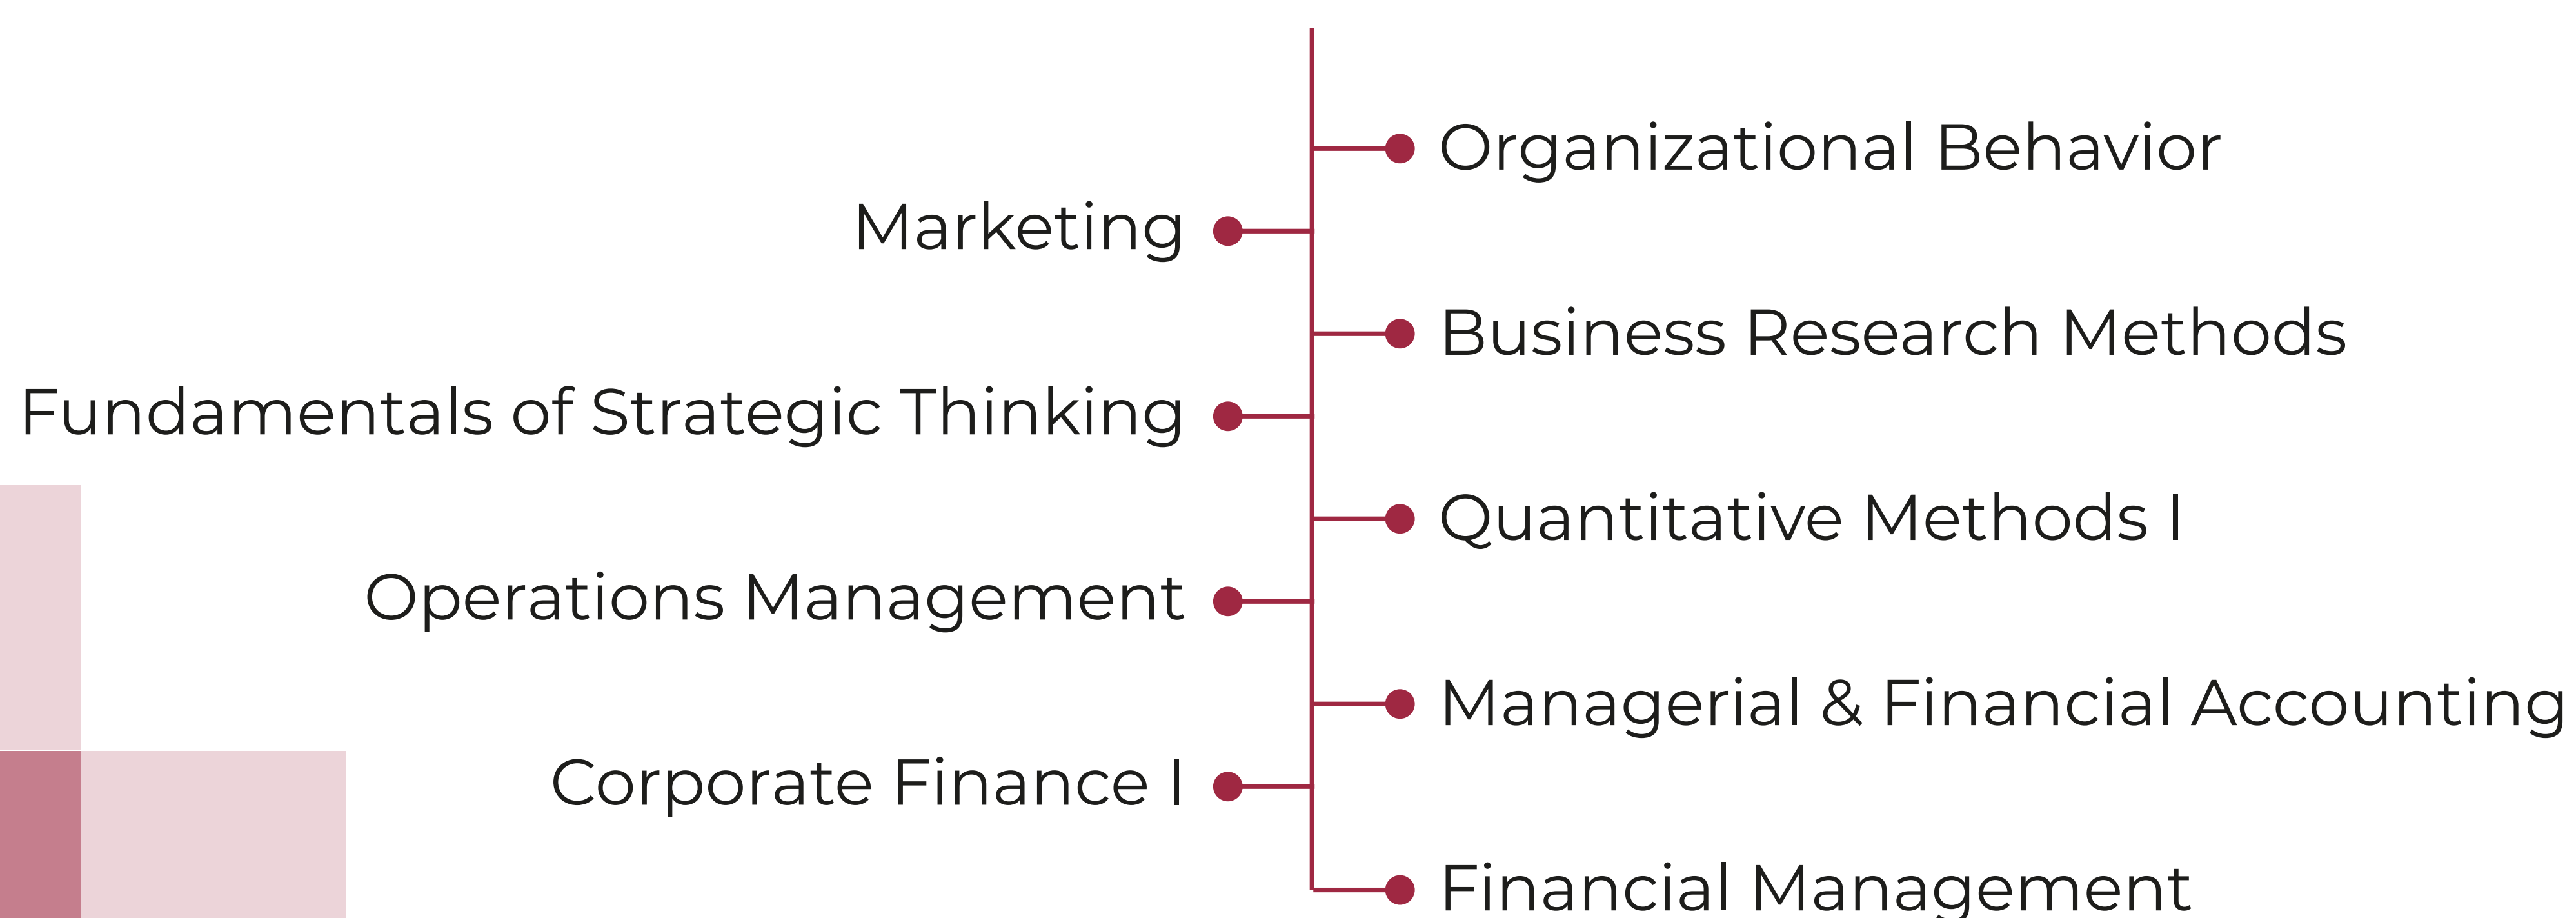 Organizational Behavior
Marketing
Business Research Methods
Fundamentals of Strategic Thinking
Quantitative Methods I
Operations Management
Managerial & Financial Accounting
Corporate Finance I
Financial Management